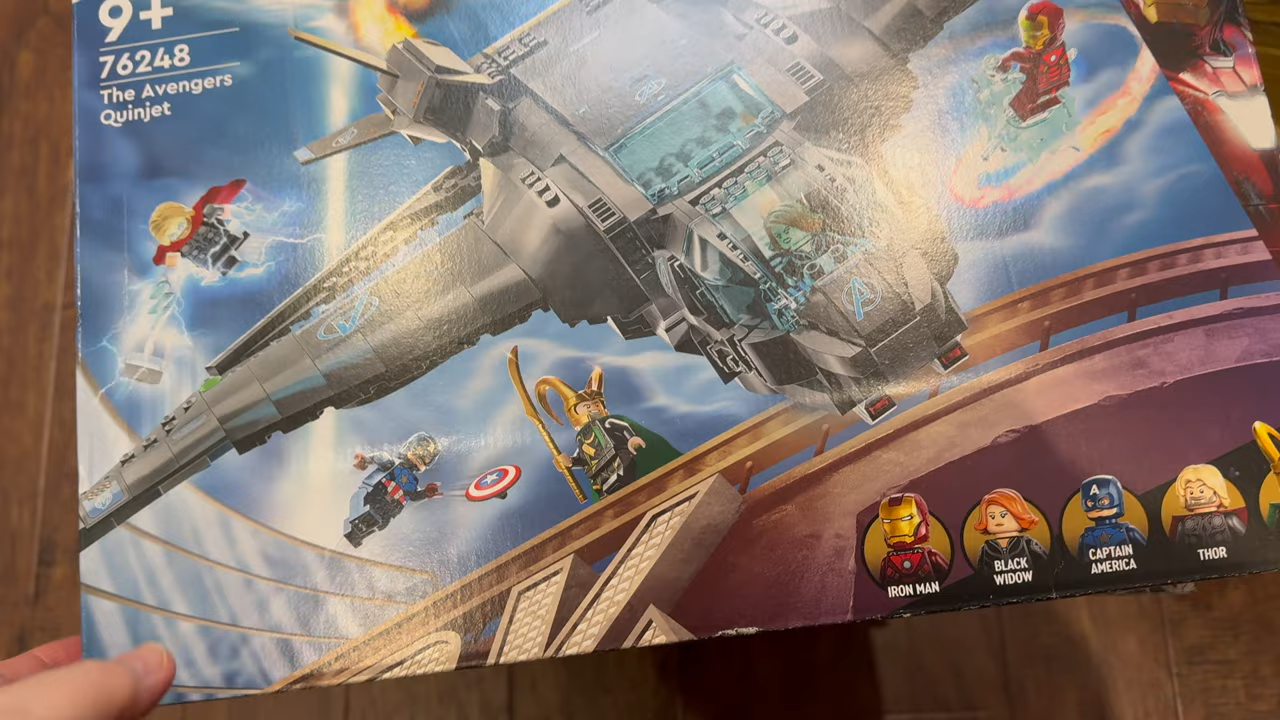 9+
76248
The Avengers
Quinjet
IRON MAN
BLACK
WIDOW
CAPTAIN
AMERICA
THOR